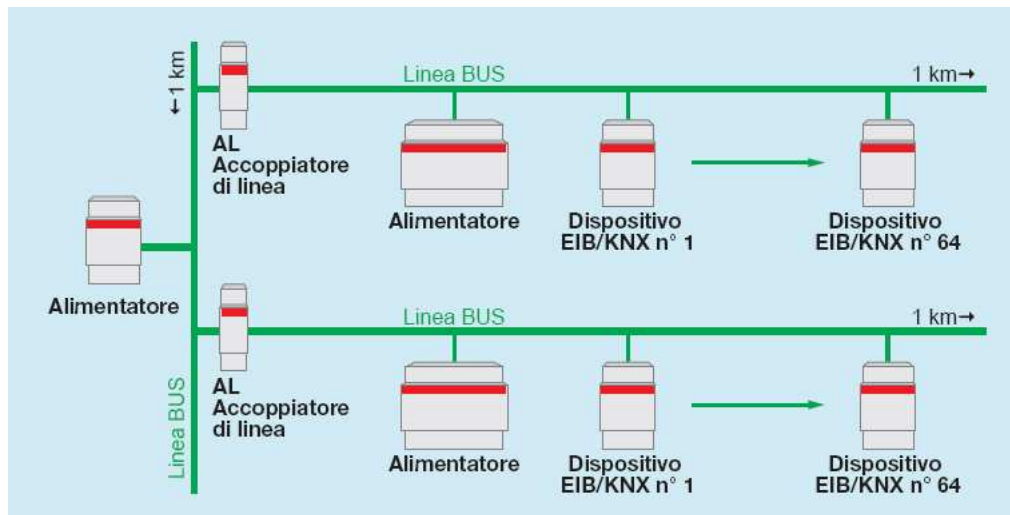 ←1 km
Linea BUS
1 km→
AL
Accoppiatore
di linea
Alimentatore
Dispositivo
EIB/KNX n° 1
Dispositivo
EIB/KNX n° 64
Alimentatore
Linea BUS
1 km→
AL
Accoppiatore
di linea
Linea BUS
Alimentatore
Dispositivo
EIB/KNX n° 1
Dispositivo
EIB/KNX n° 64